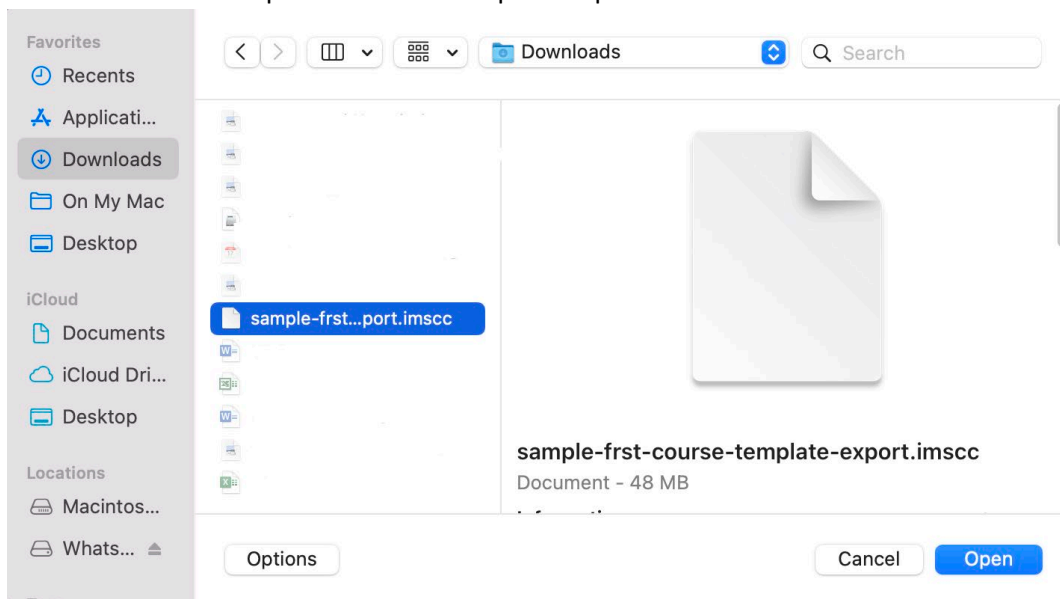 Favorites
Recents
Applicati...
Downloads
On My Mac
Desktop
iCloud
Documents
iCloud Dri...
Desktop
Locations
Macintos...
Whats...
Downloads
Search
sample-frst...port.imscc
sample-frst-course-template-export.imscc
Document - 48 MB
Options
Cancel
Open